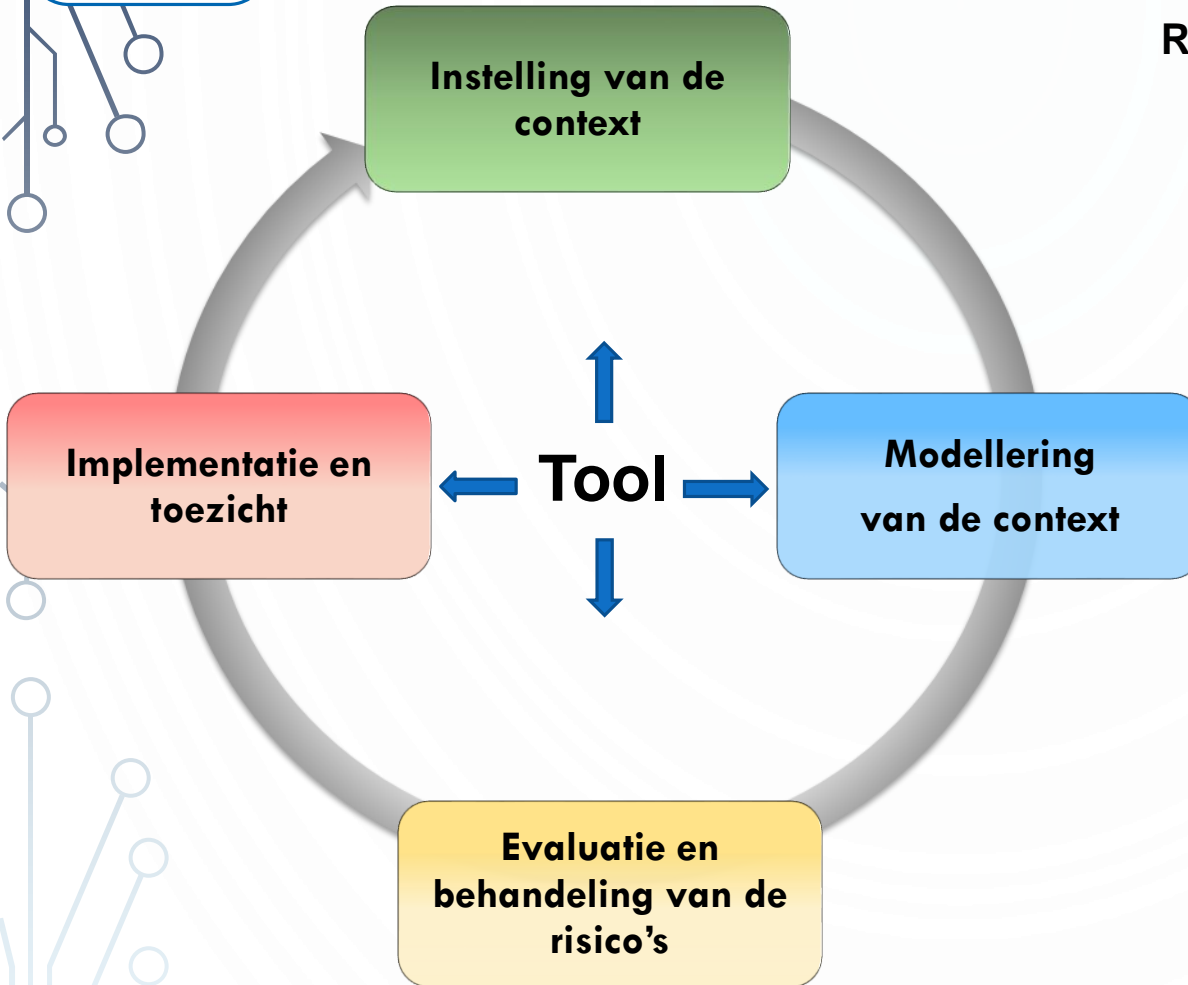 R
Instelling van de
context
Implementatie en
toezicht
Tool
Modellering
van de context
Evaluatie en
behandeling van de
risico's